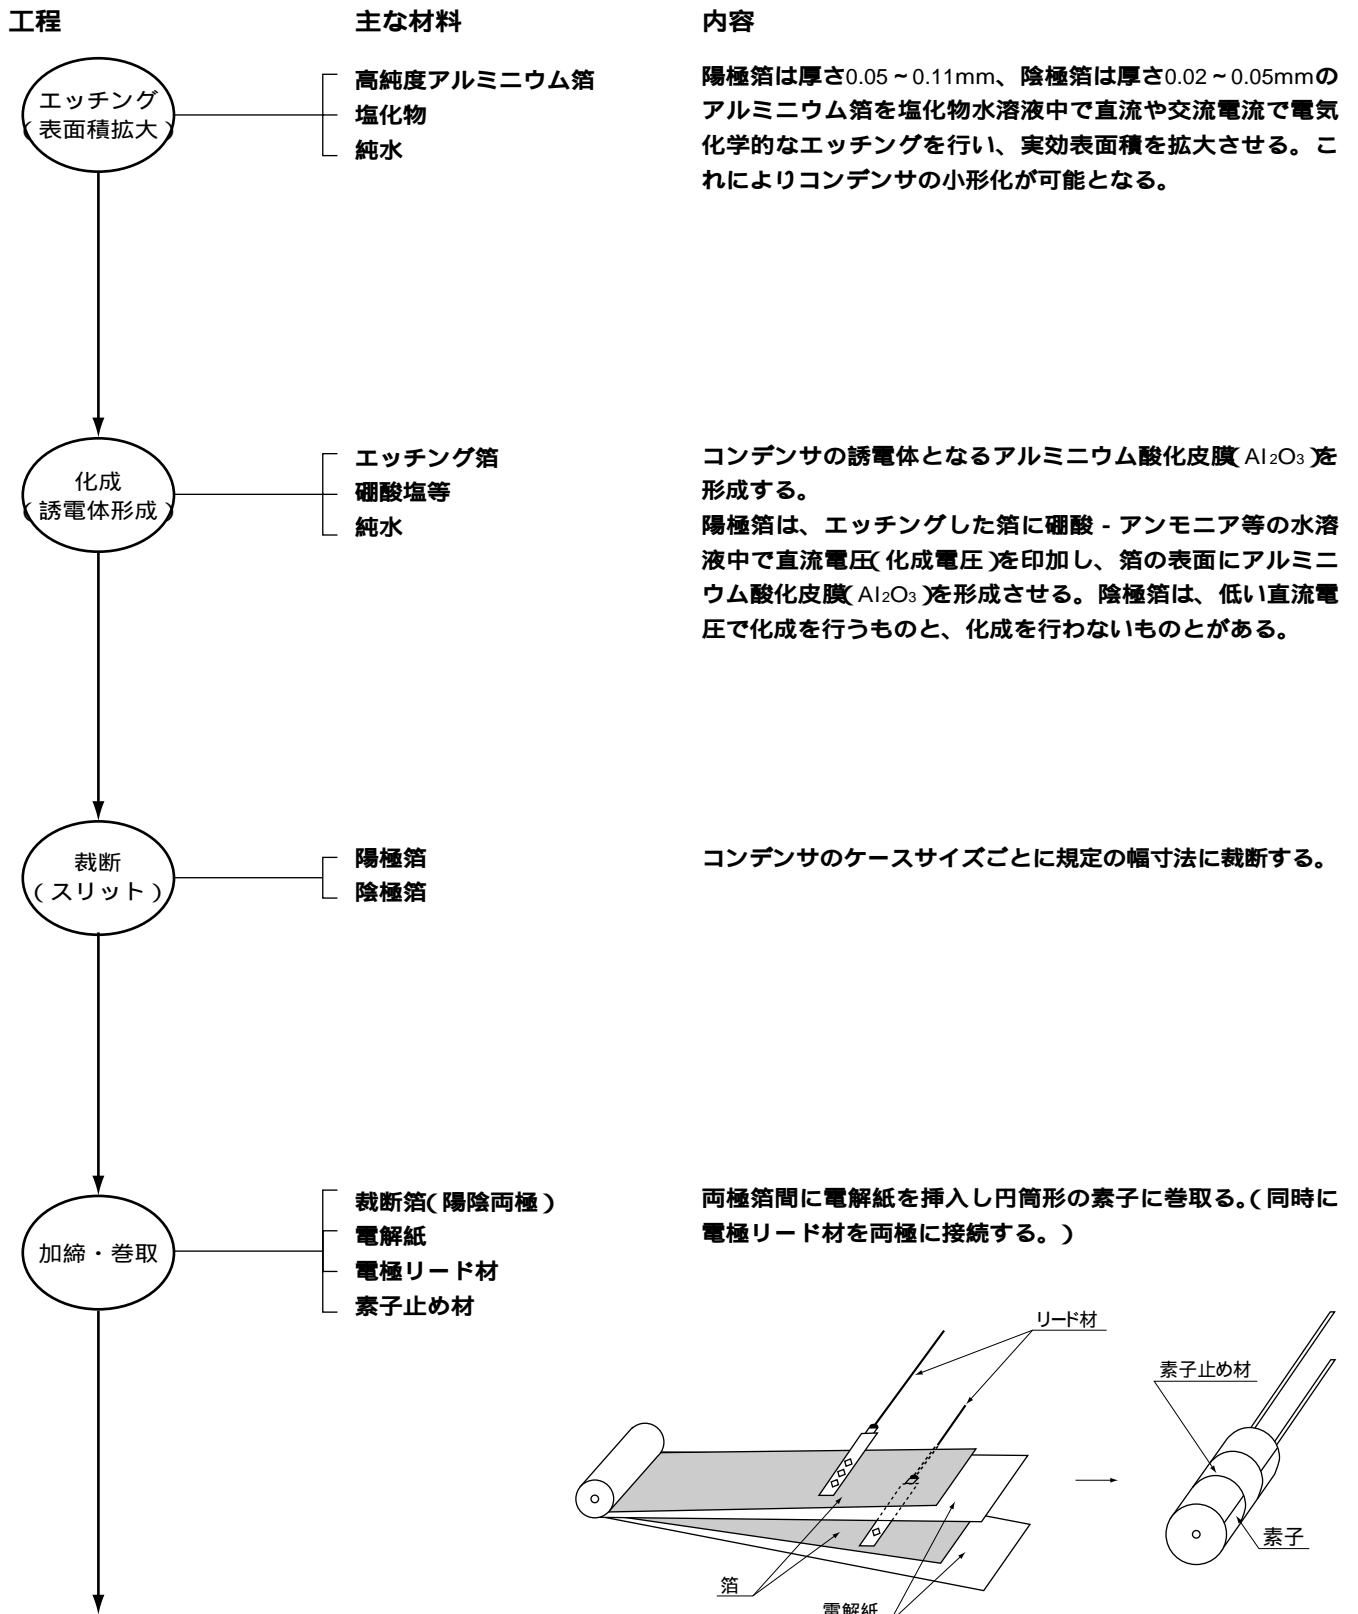 工程 主な材料 内容
エッチング
(表面積拡大)
高純度アルミニウム箔
塩化物
純水
陽極箔は厚さ0.05~0.11mm、陰極箔は厚さ0.02~0.05mmの
アルミニウム箔を塩化物水溶液中で直流や交流電流で電気
化学的なエッチングを行い、実効表面積を拡大させる。こ
れによりコンデンサの小形化が可能となる。
化成
(誘電体形成)
エッチング箔
硼酸塩等
純水
コンデンサの誘電体となるアルミニウム酸化皮膜(Al₂O₃)を
形成する。
陽極箔は、エッチングした箔に硼酸‐アンモニア等の水溶
液中で直流電圧(化成電圧)を印加し、箔の表面にアルミニ
ウム酸化皮膜(Al₂O₃)を形成させる。陰極箔は、低い直流電
圧で化成を行うものと、化成を行わないものとがある。
裁断
(スリット)
陽極箔
陰極箔
コンデンサのケースサイズごとに規定の幅寸法に裁断する。
加締・巻取
裁断箔(陽陰両極)
電解紙
電極リード材
素子止め材
両極箔間に電解紙を挿入し円筒形の素子に巻取る。(同時に
電極リード材を両極に接続する。)
リード材
素子止め材
素子
箔
電解紙